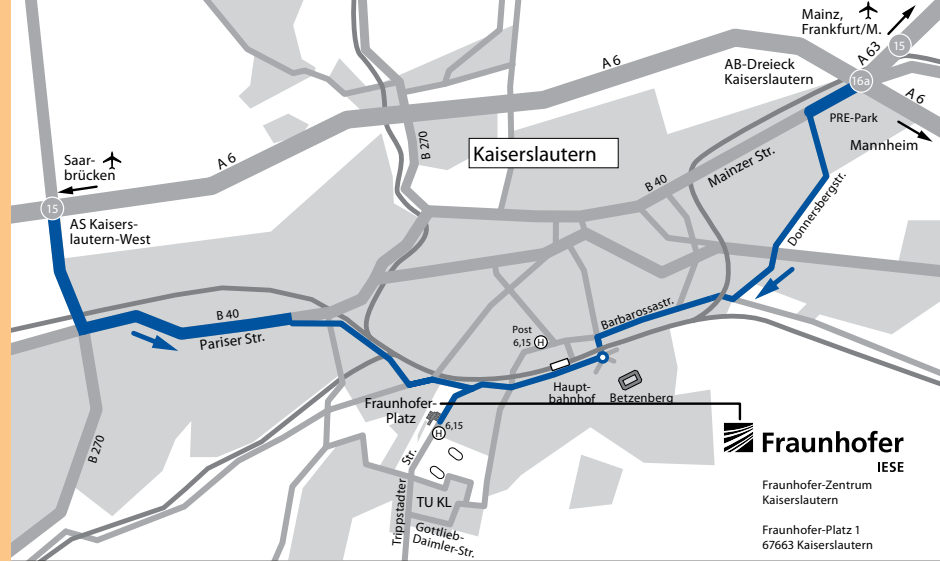 Mainz,
Frankfurt/M.
A 63
15
A 6
AB-Dreieck
Kaiserslautern
16a
A 6
PRE-Park
Mannheim
B 270
Kaiserslautern
Mainzer Str.
B 40
Saar-
brücken
A 6
15
AS Kaisers-
lautern-West
Donnersbergstr.
B 40
Pariser Str.
Barbarossastr.
Post
6,15 H
Haupt-
bahnhof
Betzenberg
Fraunhofer-
Platz
H 6,15
B 270
Trippstadter Str.
TU KL
Gottlieb-
Daimler-Str.
Fraunhofer
IESE
Fraunhofer-Zentrum
Kaiserslautern
Fraunhofer-Platz 1
67663 Kaiserslautern